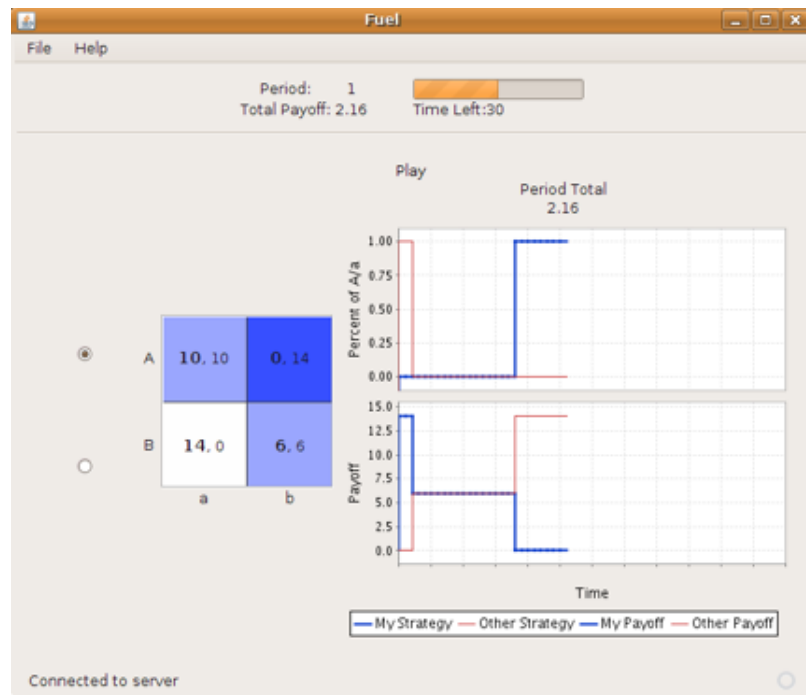 Fuel
File Help
Period: 1
Total Payoff: 2.16
Time Left:30
Play
Period Total
2.16
Percent of A/a
1.00
0.75
0.50
0.25
0.00
A 10, 10 0, 14
B 14, 0 6, 6
a b
Payoff
15.0
12.5
10.0
7.5
5.0
2.5
0.0
Time
My Strategy Other Strategy My Payoff Other Payoff
Connected to server